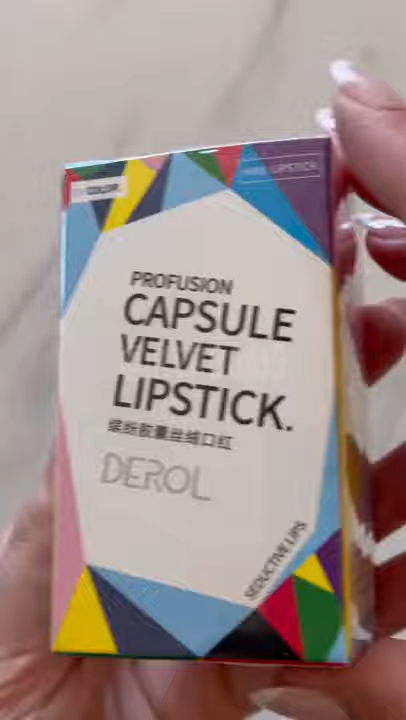 LIPSTICK
PROFUSION
CAPSULE
VELVET
LIPSTICK.
缤纷胶囊丝绒口红
DEROL
SEDUCTIVE LIPS